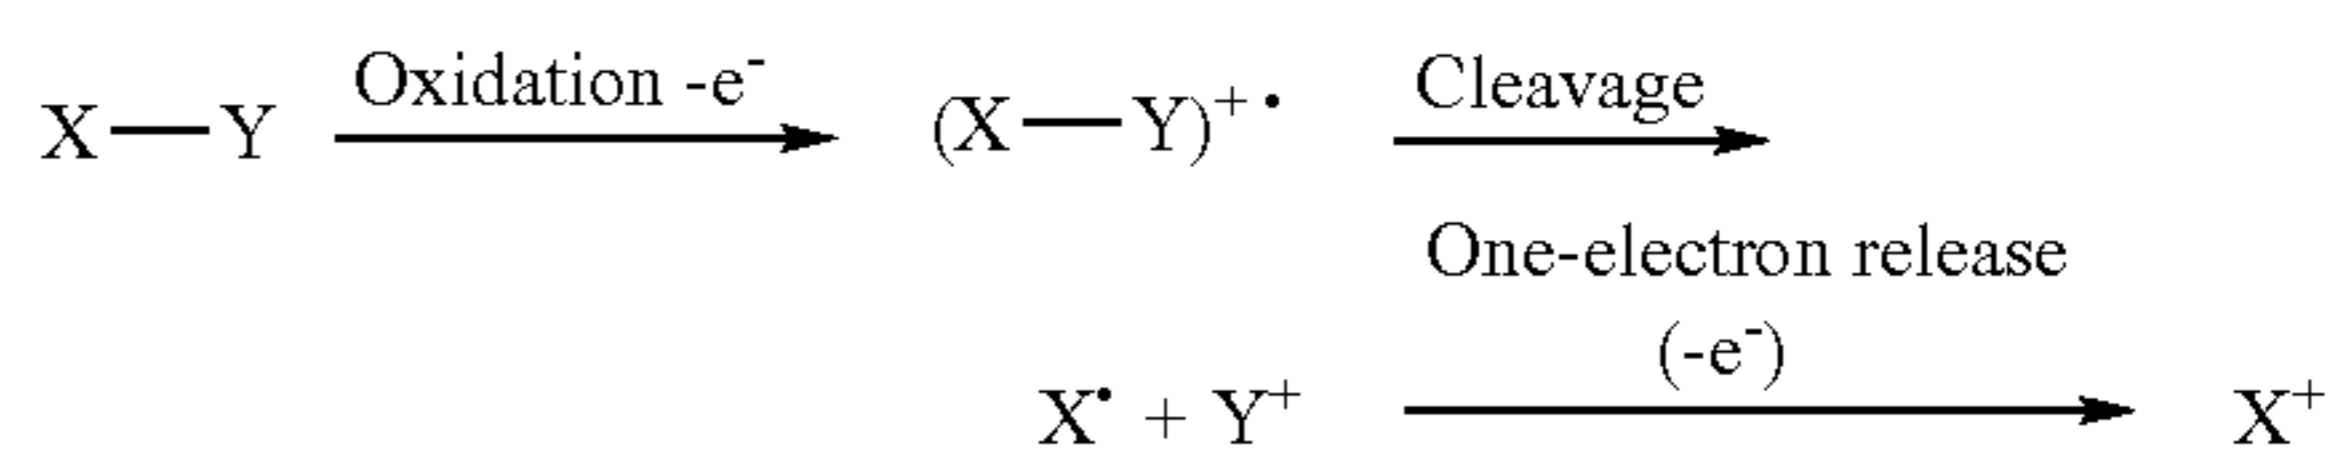 X—Y Oxidation -e⁻ (X—Y)⁺• Cleavage
X• + Y⁺ One-electron release (-e⁻) X⁺